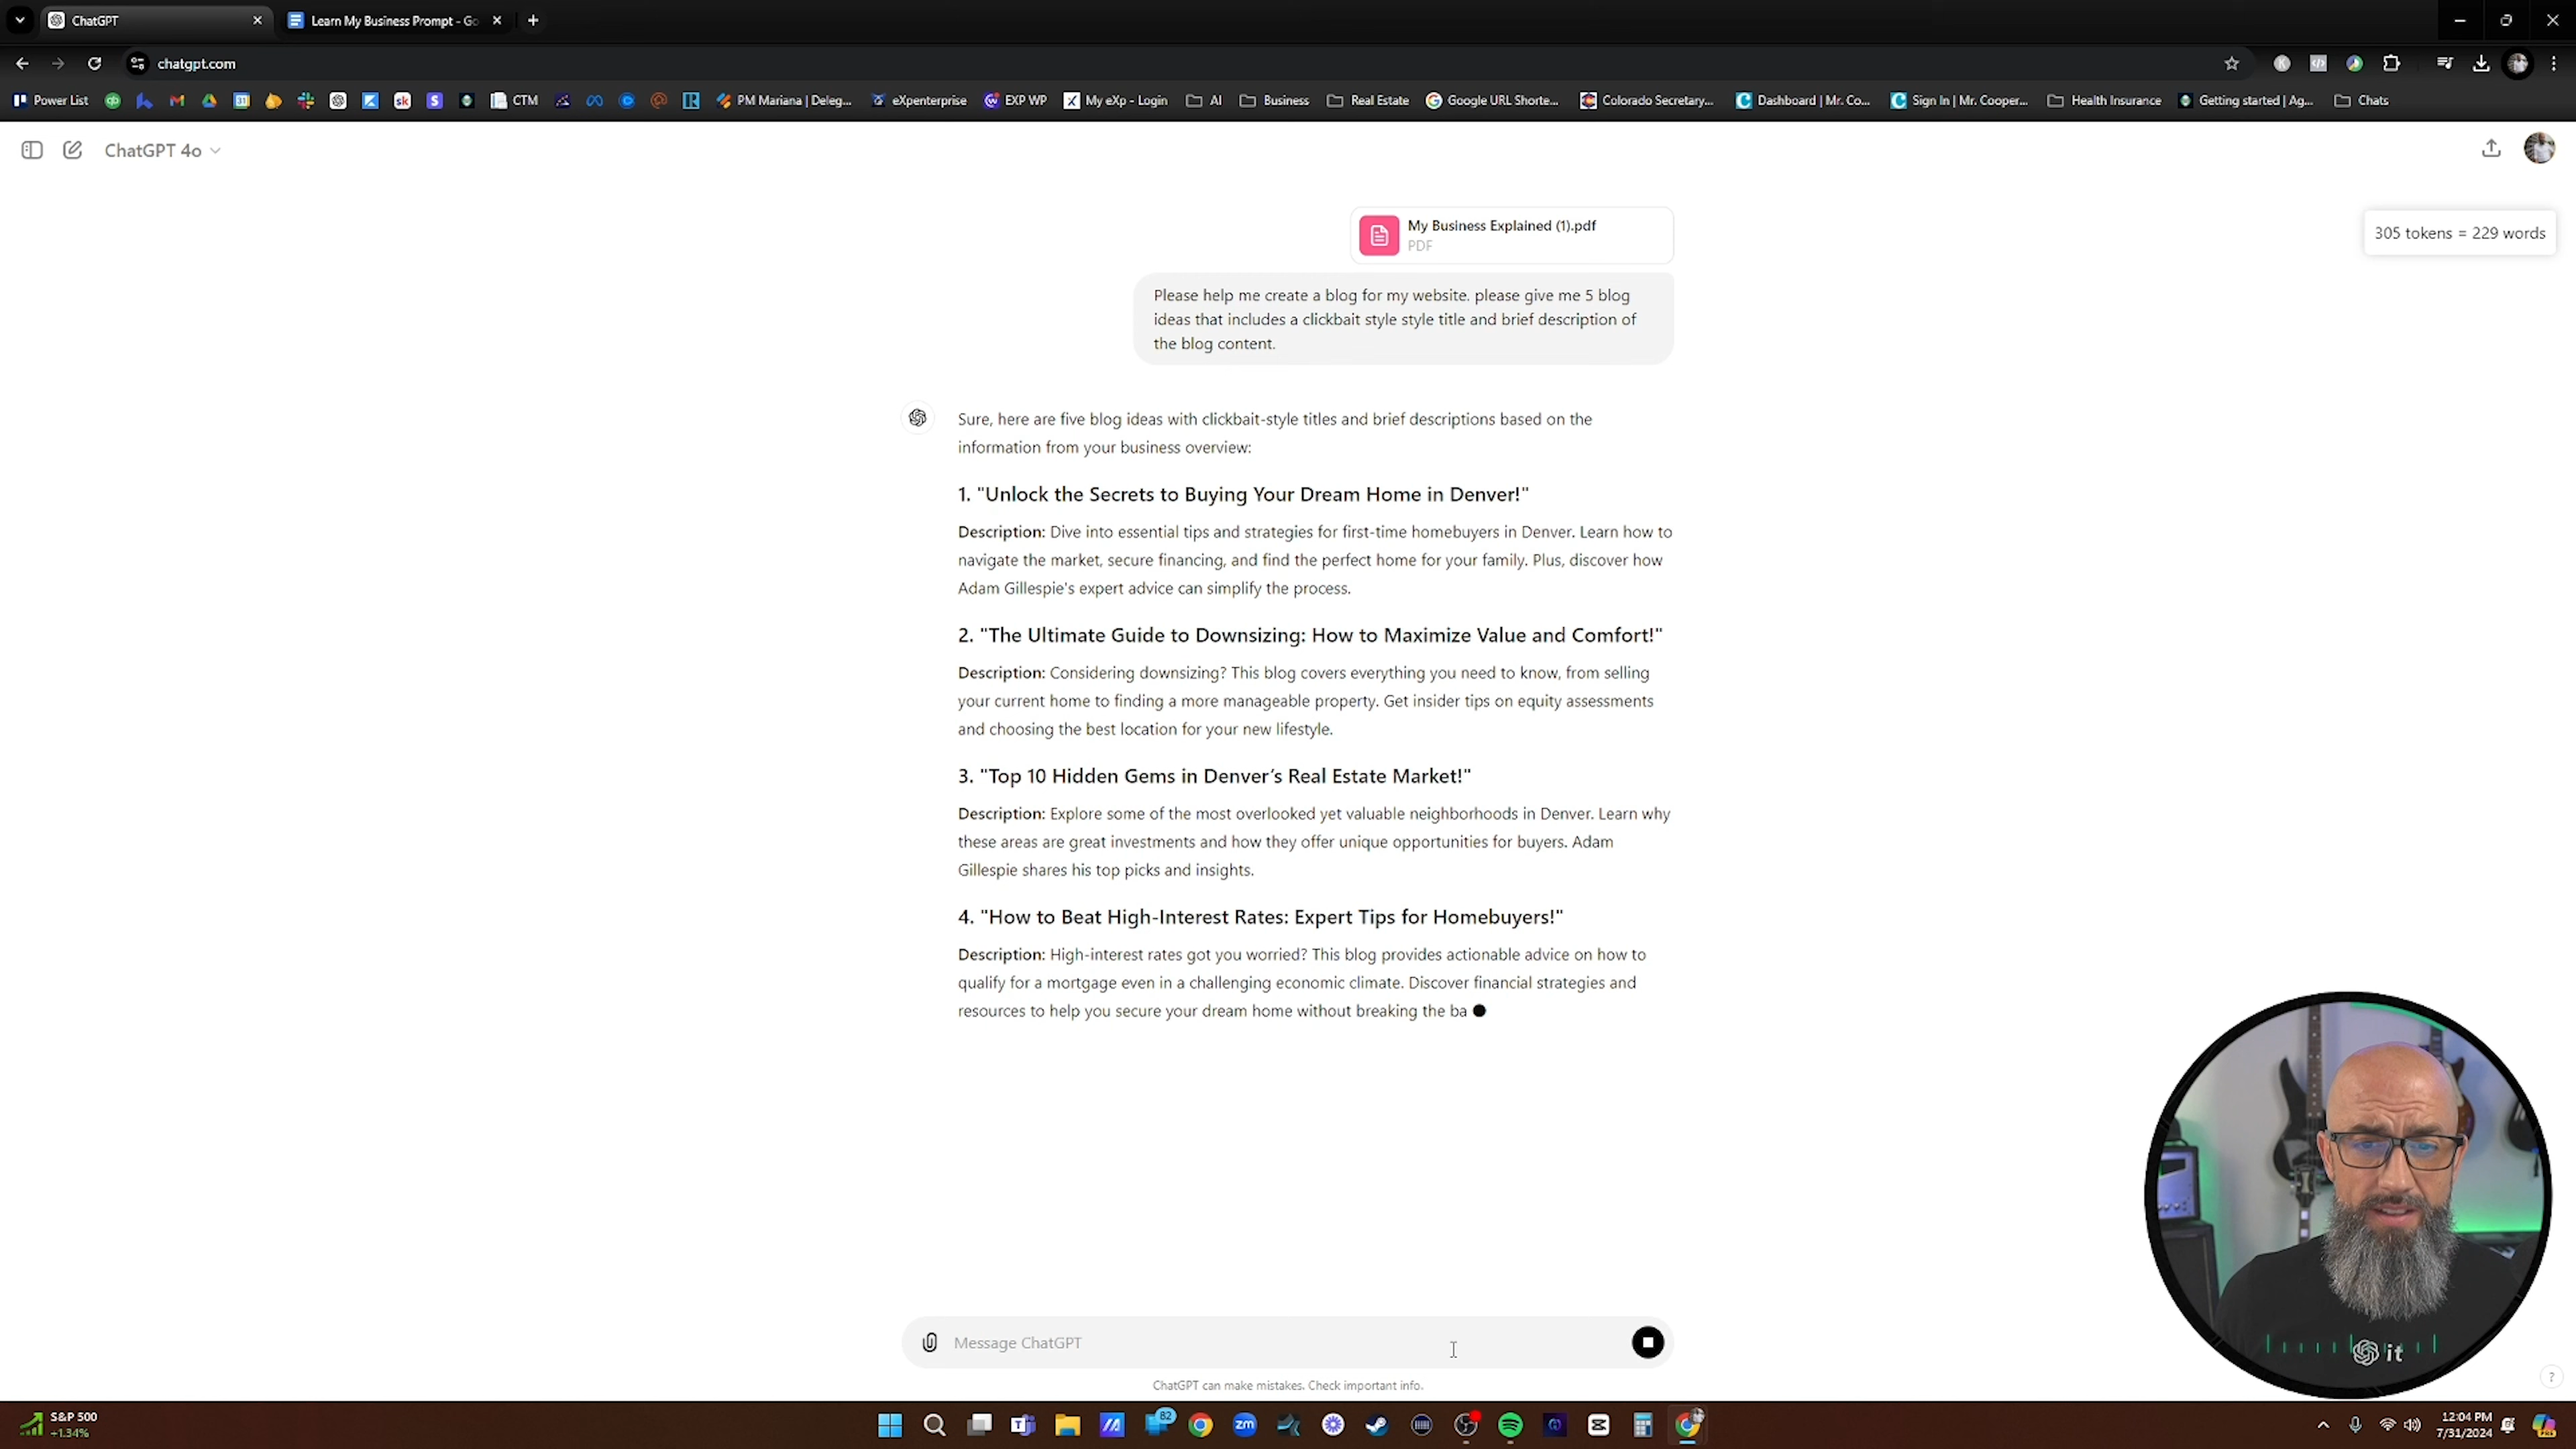 ChatGPT
Learn My Business Prompt - Go
chatgpt.com
Power List
CTM
PM Mariana | Deleg...
eXpenterprise
EXP WP
My eXp - Login
AI
Business
Real Estate
Google URL Shorte...
Colorado Secretary...
Dashboard | Mr. Co...
Sign In | Mr. Cooper...
Health Insurance
Getting started | Ag...
Chats
ChatGPT 4o
My Business Explained (1).pdf
PDF
305 tokens = 229 words
Please help me create a blog for my website. please give me 5 blog
ideas that includes a clickbait style style title and brief description of
the blog content.
Sure, here are five blog ideas with clickbait-style titles and brief descriptions based on the
information from your business overview:
1. "Unlock the Secrets to Buying Your Dream Home in Denver!"
Description: Dive into essential tips and strategies for first-time homebuyers in Denver. Learn how to
navigate the market, secure financing, and find the perfect home for your family. Plus, discover how
Adam Gillespie's expert advice can simplify the process.
2. "The Ultimate Guide to Downsizing: How to Maximize Value and Comfort!"
Description: Considering downsizing? This blog covers everything you need to know, from selling
your current home to finding a more manageable property. Get insider tips on equity assessments
and choosing the best location for your new lifestyle.
3. "Top 10 Hidden Gems in Denver’s Real Estate Market!"
Description: Explore some of the most overlooked yet valuable neighborhoods in Denver. Learn why
these areas are great investments and how they offer unique opportunities for buyers. Adam
Gillespie shares his top picks and insights.
4. "How to Beat High-Interest Rates: Expert Tips for Homebuyers!"
Description: High-interest rates got you worried? This blog provides actionable advice on how to
qualify for a mortgage even in a challenging economic climate. Discover financial strategies and
resources to help you secure your dream home without breaking the ba
Message ChatGPT
ChatGPT can make mistakes. Check important info.
it
?
S&P 500
+1.34%
82
zm
12:04 PM
7/31/2024